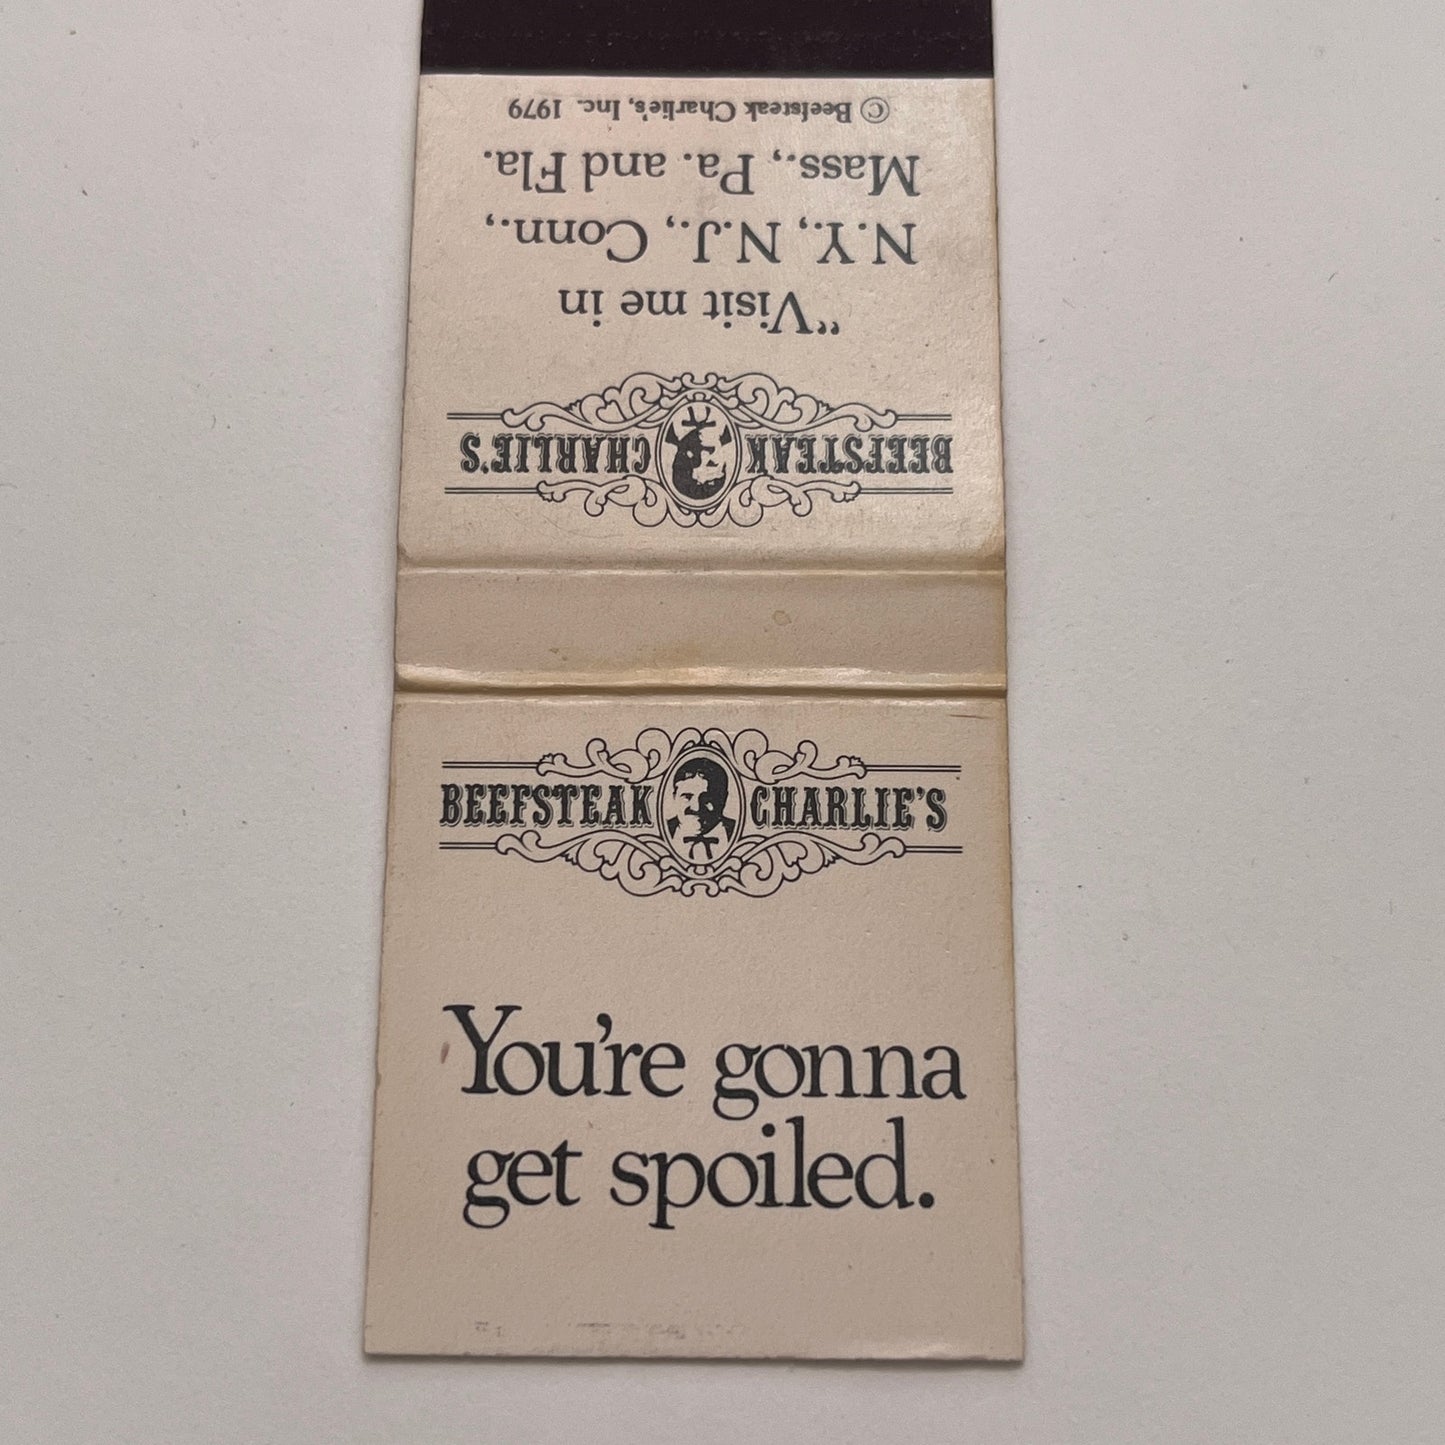 © Beefsteak Charlie's, Inc. 1979
Mass., Pa. and Fla.
N.Y., N.J., Conn.,
"Visit me in
BEEFSTEAK CHARLIE'S
BEEFSTEAK CHARLIE'S
You're gonna
get spoiled.